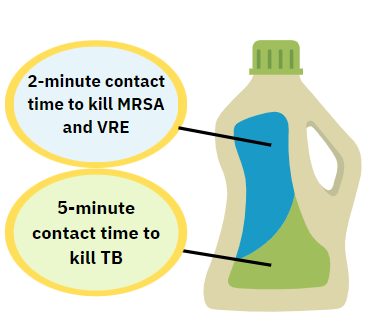 2-minute contact
time to kill MRSA
and VRE
5-minute
contact time to
kill TB